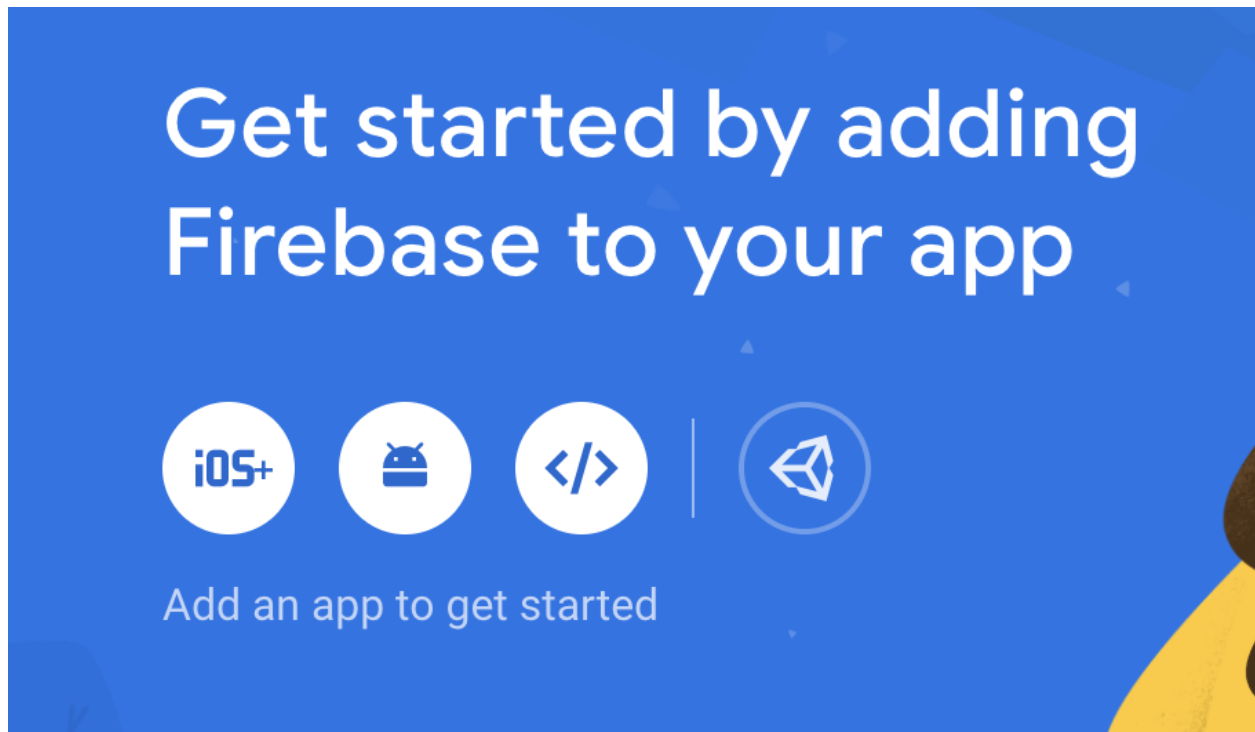 Get started by adding
Firebase to your app
iOS+
</>
Add an app to get started